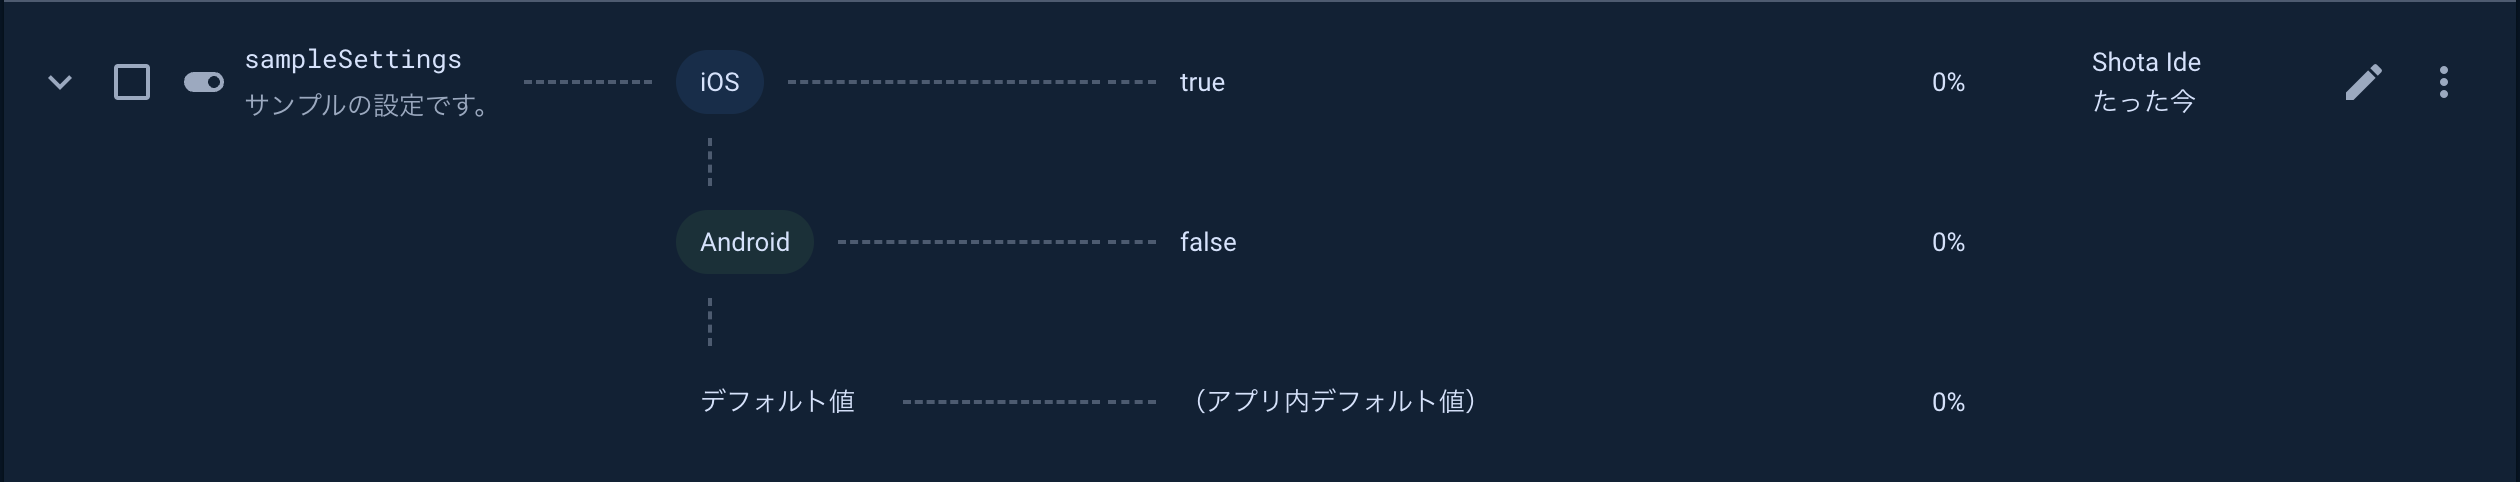 sampleSettings
サンプルの設定です。
iOS
true
0%
Shota Ide
たった今
Android
false
0%
デフォルト値
（アプリ内デフォルト値）
0%